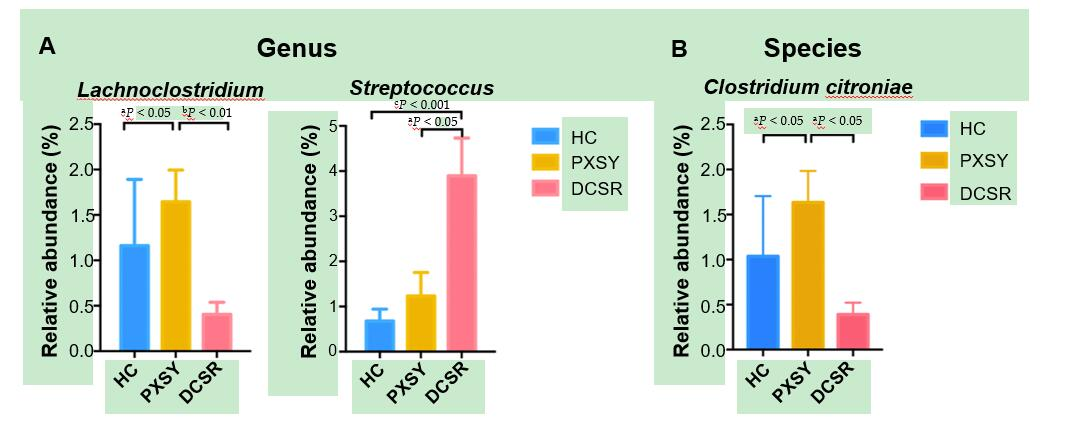 A
Genus
Lachnoclostridium
ᵃP < 0.05 ᵇP < 0.01
Relative abundance (%)
2.5
2.0
1.5
1.0
0.5
0.0
HC
PXSY
DCSR
Streptococcus
ᶜP < 0.001
ᵃP < 0.05
Relative abundance (%)
5
4
3
2
1
0
HC
PXSY
DCSR
HC
PXSY
DCSR
B
Species
Clostridium citroniae
ᵃP < 0.05 ᵃP < 0.05
Relative abundance (%)
2.5
2.0
1.5
1.0
0.5
0.0
HC
PXSY
DCSR
HC
PXSY
DCSR